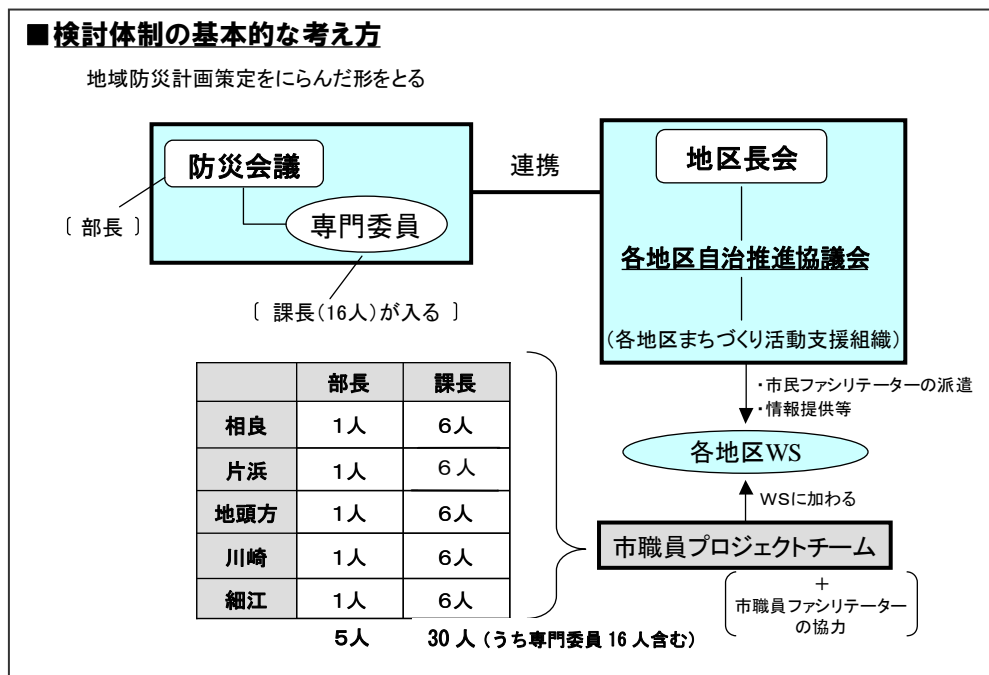 ■検討体制の基本的な考え方
地域防災計画策定をにらんだ形をとる
防災会議
専門委員
〔 部長 〕
〔 課長(16人)が入る 〕
連携
地区長会
各地区自治推進協議会
(各地区まちづくり活動支援組織)
・市民ファシリテーターの派遣
・情報提供等
各地区WS
WSに加わる
市職員プロジェクトチーム
+
市職員ファシリテーター
の協力
部長 課長
相良 1人 6人
片浜 1人 6人
地頭方 1人 6人
川崎 1人 6人
細江 1人 6人
5人 30人(うち専門委員16人含む)